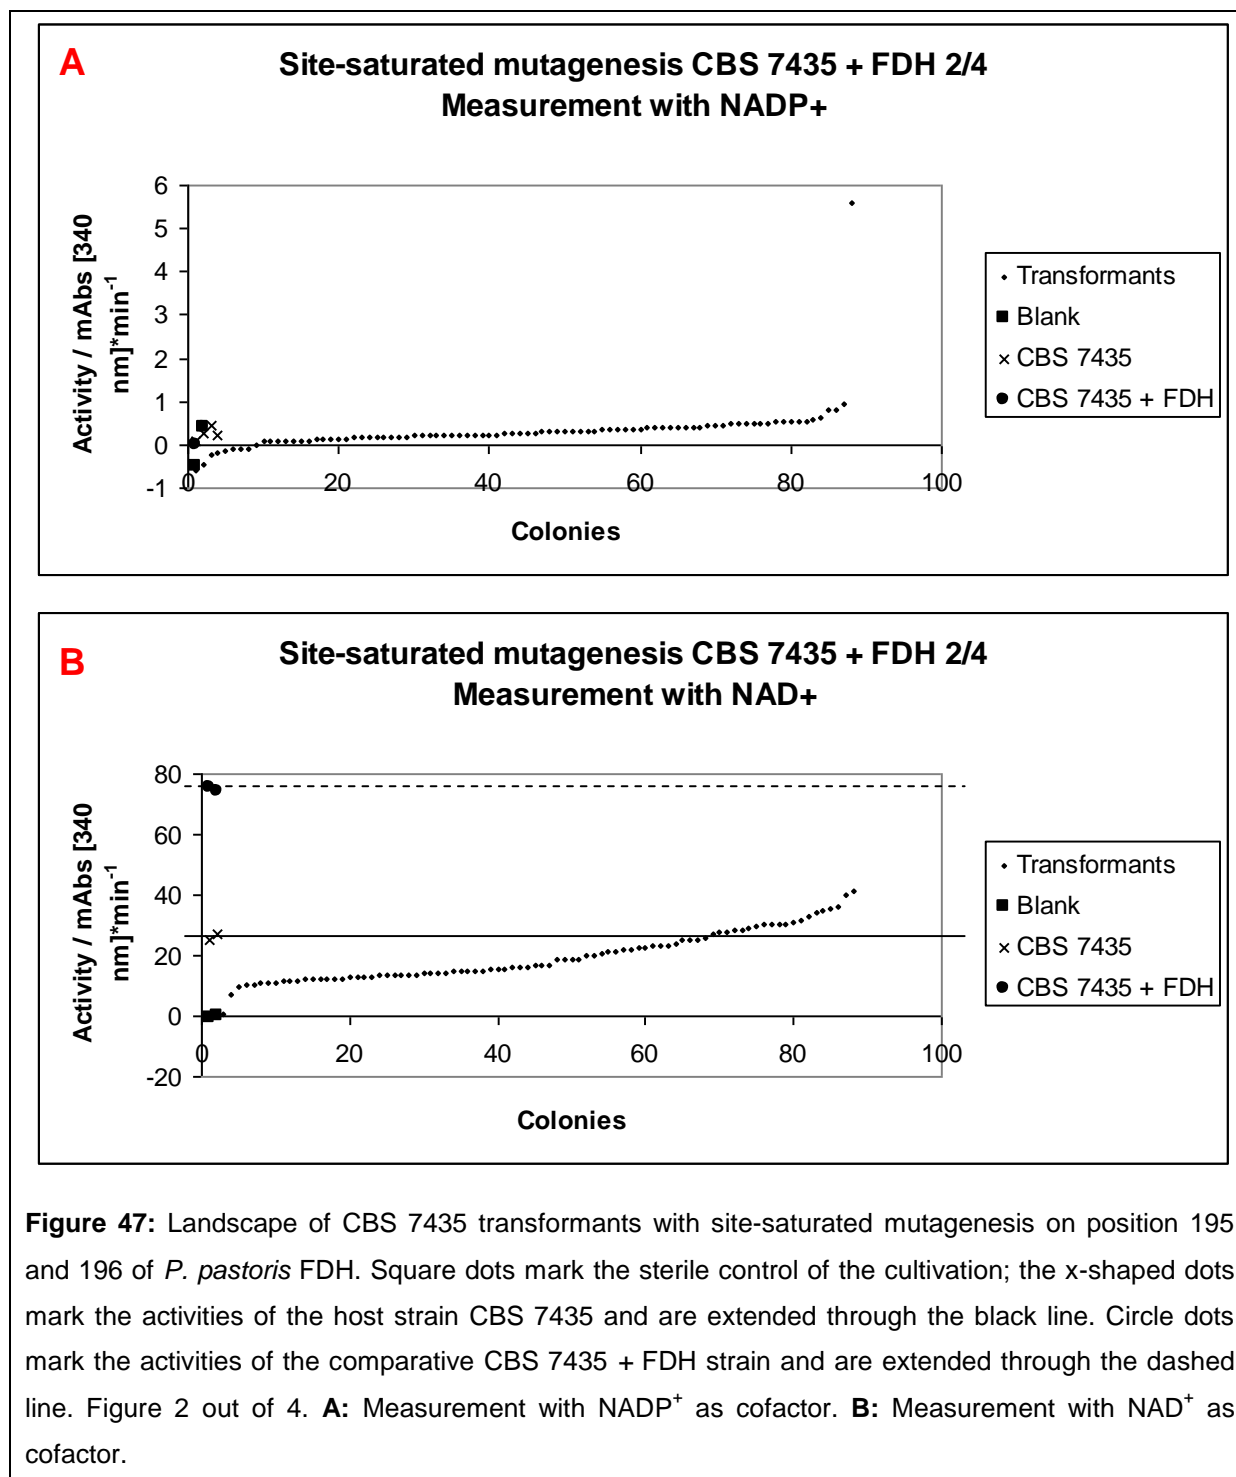 A
Site-saturated mutagenesis CBS 7435 + FDH 2/4
Measurement with NADP+
Activity / mAbs [340
nm]*min⁻¹
6
5
4
3
2
1
0
-1
0
20
40
60
80
100
Colonies
Transformants
Blank
CBS 7435
CBS 7435 + FDH
B
Site-saturated mutagenesis CBS 7435 + FDH 2/4
Measurement with NAD+
Activity / mAbs [340
nm]*min⁻¹
80
60
40
20
0
-20
0
20
40
60
80
100
Colonies
Transformants
Blank
CBS 7435
CBS 7435 + FDH
Figure 47: Landscape of CBS 7435 transformants with site-saturated mutagenesis on position 195
and 196 of P. pastoris FDH. Square dots mark the sterile control of the cultivation; the x-shaped dots
mark the activities of the host strain CBS 7435 and are extended through the black line. Circle dots
mark the activities of the comparative CBS 7435 + FDH strain and are extended through the dashed
line. Figure 2 out of 4. A: Measurement with NADP⁺ as cofactor. B: Measurement with NAD⁺ as
cofactor.